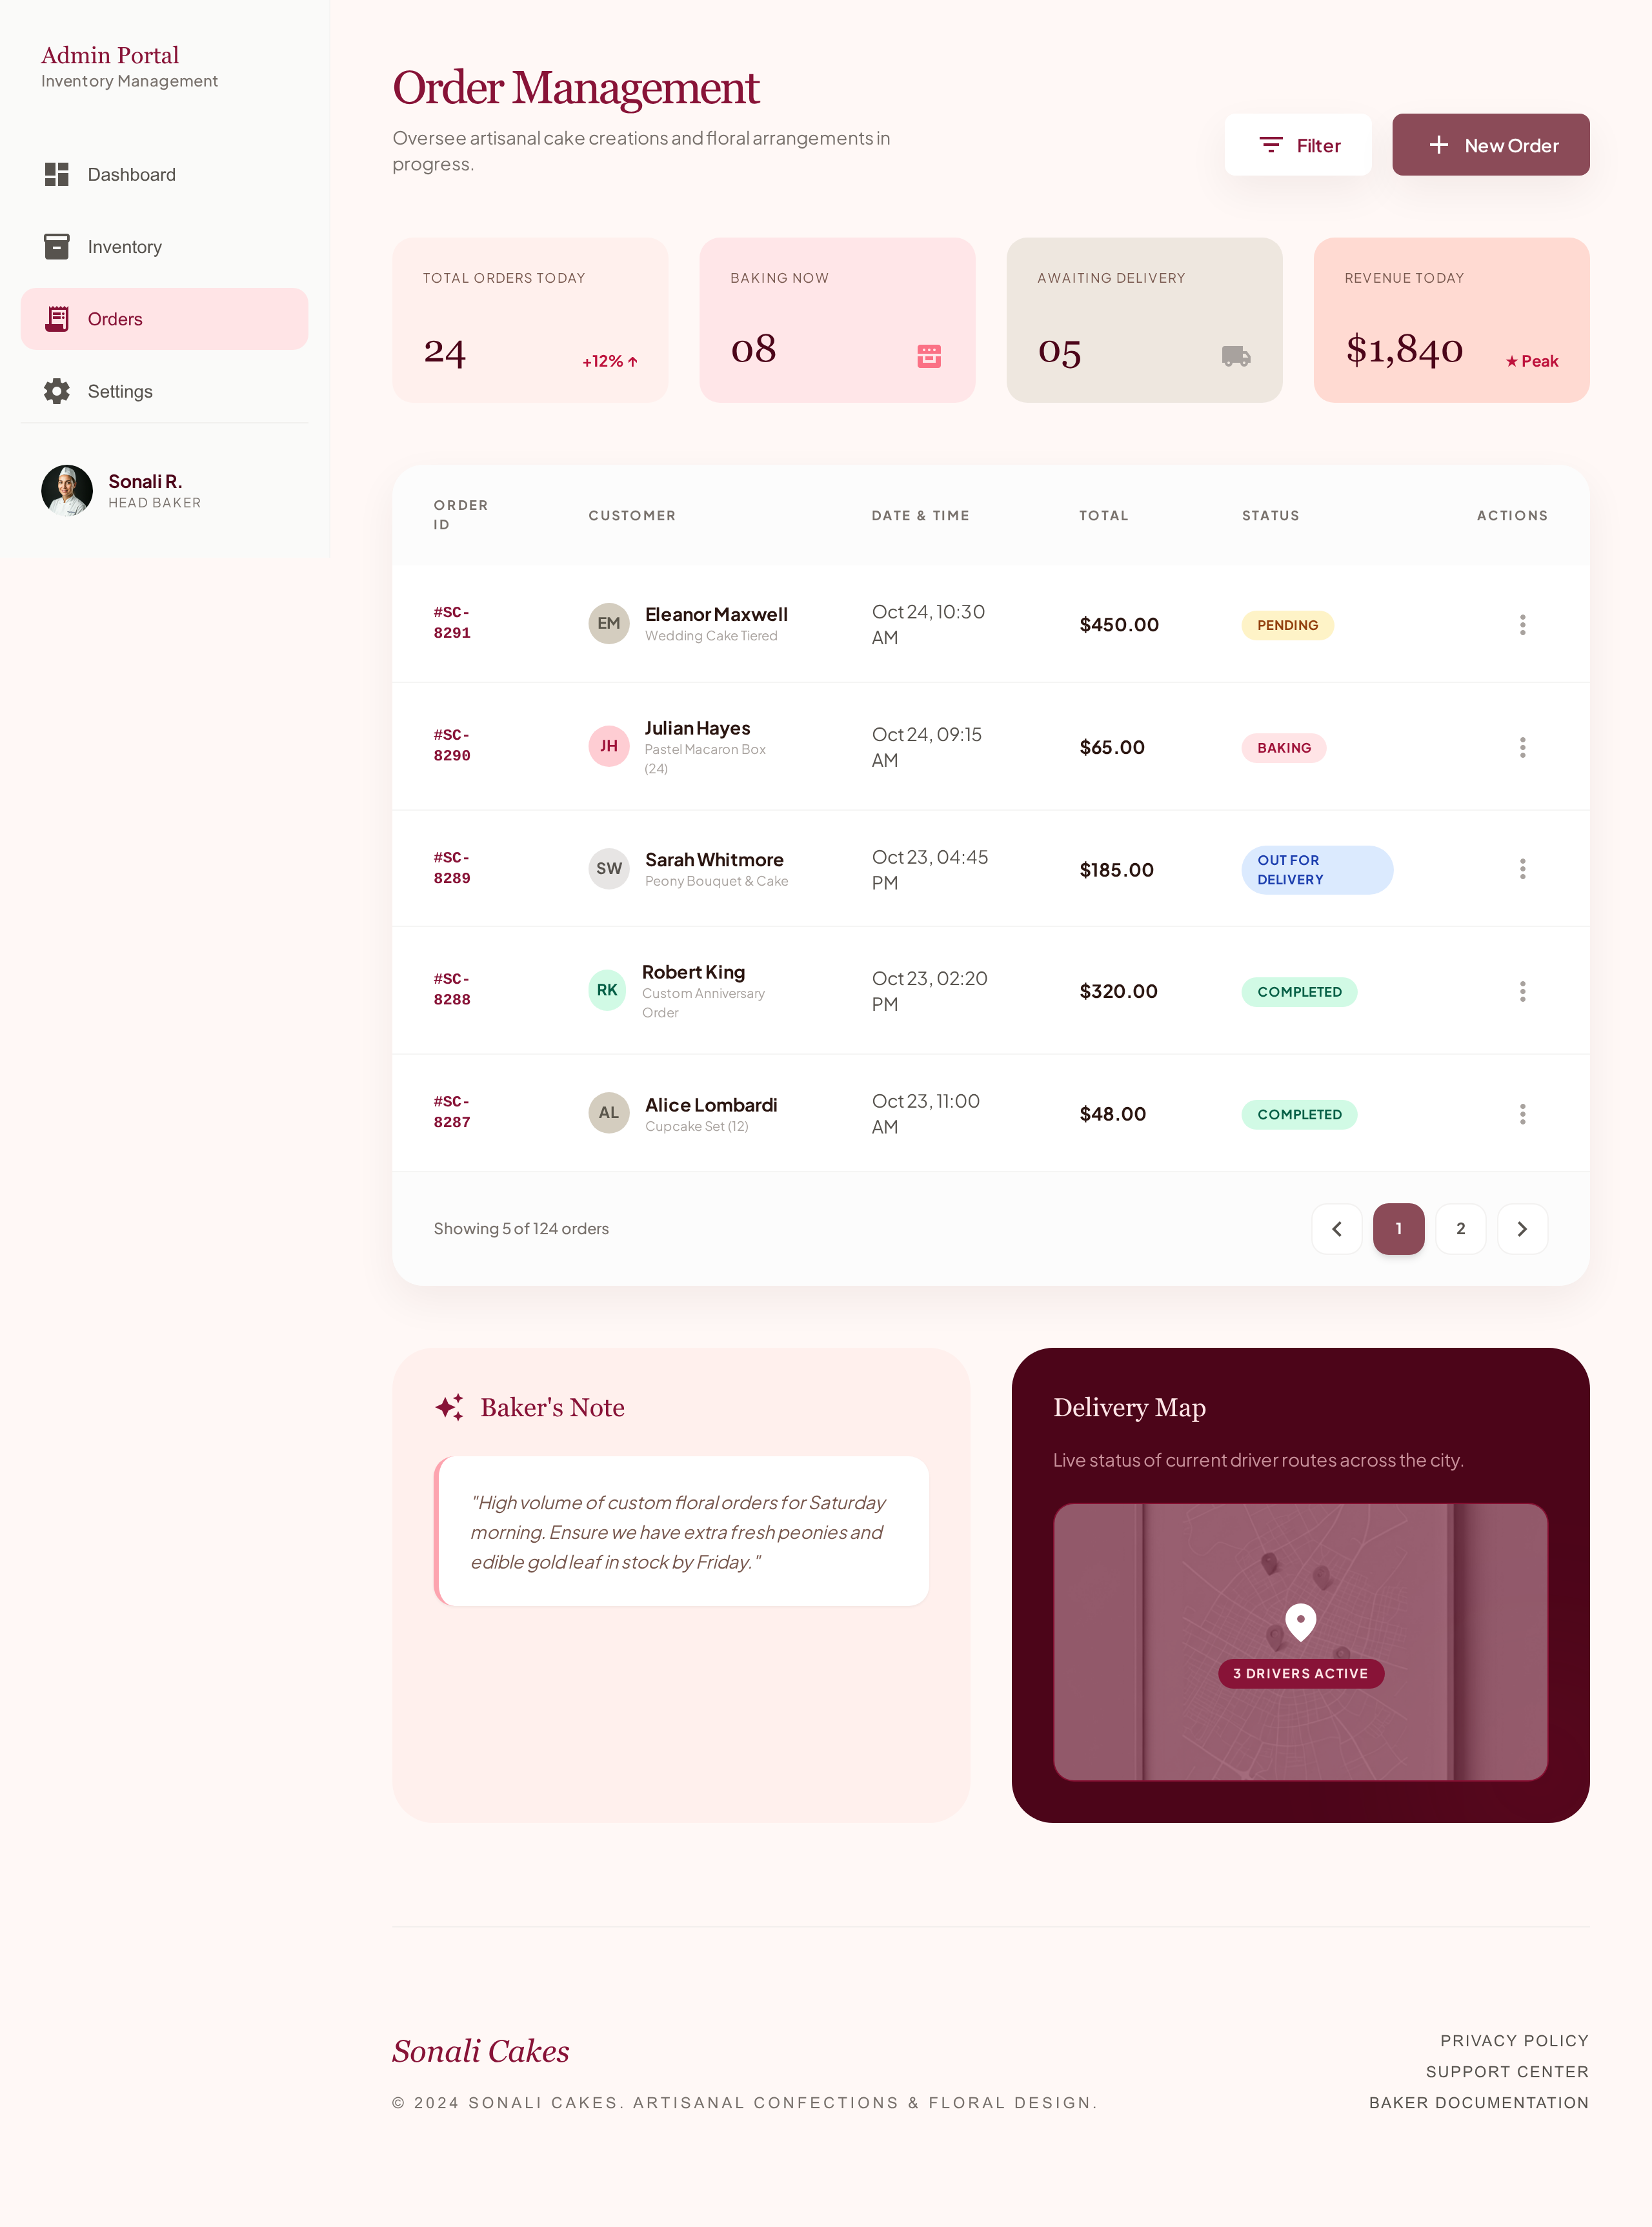 Admin Portal
Inventory Management
Dashboard
Inventory
Orders
Settings
Sonali R.
HEAD BAKER
Order Management
Oversee artisanal cake creations and floral arrangements in
progress.
Filter
New Order
TOTAL ORDERS TODAY
24
+12% ↑
BAKING NOW
08
AWAITING DELIVERY
05
REVENUE TODAY
$1,840
★ Peak
ORDER
ID
CUSTOMER
DATE & TIME
TOTAL
STATUS
ACTIONS
#SC-
8291
EM
Eleanor Maxwell
Wedding Cake Tiered
Oct 24, 10:30
AM
$450.00
PENDING
#SC-
8290
JH
Julian Hayes
Pastel Macaron Box
(24)
Oct 24, 09:15
AM
$65.00
BAKING
#SC-
8289
SW
Sarah Whitmore
Peony Bouquet & Cake
Oct 23, 04:45
PM
$185.00
OUT FOR
DELIVERY
#SC-
8288
RK
Robert King
Custom Anniversary
Order
Oct 23, 02:20
PM
$320.00
COMPLETED
#SC-
8287
AL
Alice Lombardi
Cupcake Set (12)
Oct 23, 11:00
AM
$48.00
COMPLETED
Showing 5 of 124 orders
1
2
Baker's Note
"High volume of custom floral orders for Saturday
morning. Ensure we have extra fresh peonies and
edible gold leaf in stock by Friday."
Delivery Map
Live status of current driver routes across the city.
3 DRIVERS ACTIVE
Sonali Cakes
© 2024 SONALI CAKES. ARTISANAL CONFECTIONS & FLORAL DESIGN.
PRIVACY POLICY
SUPPORT CENTER
BAKER DOCUMENTATION